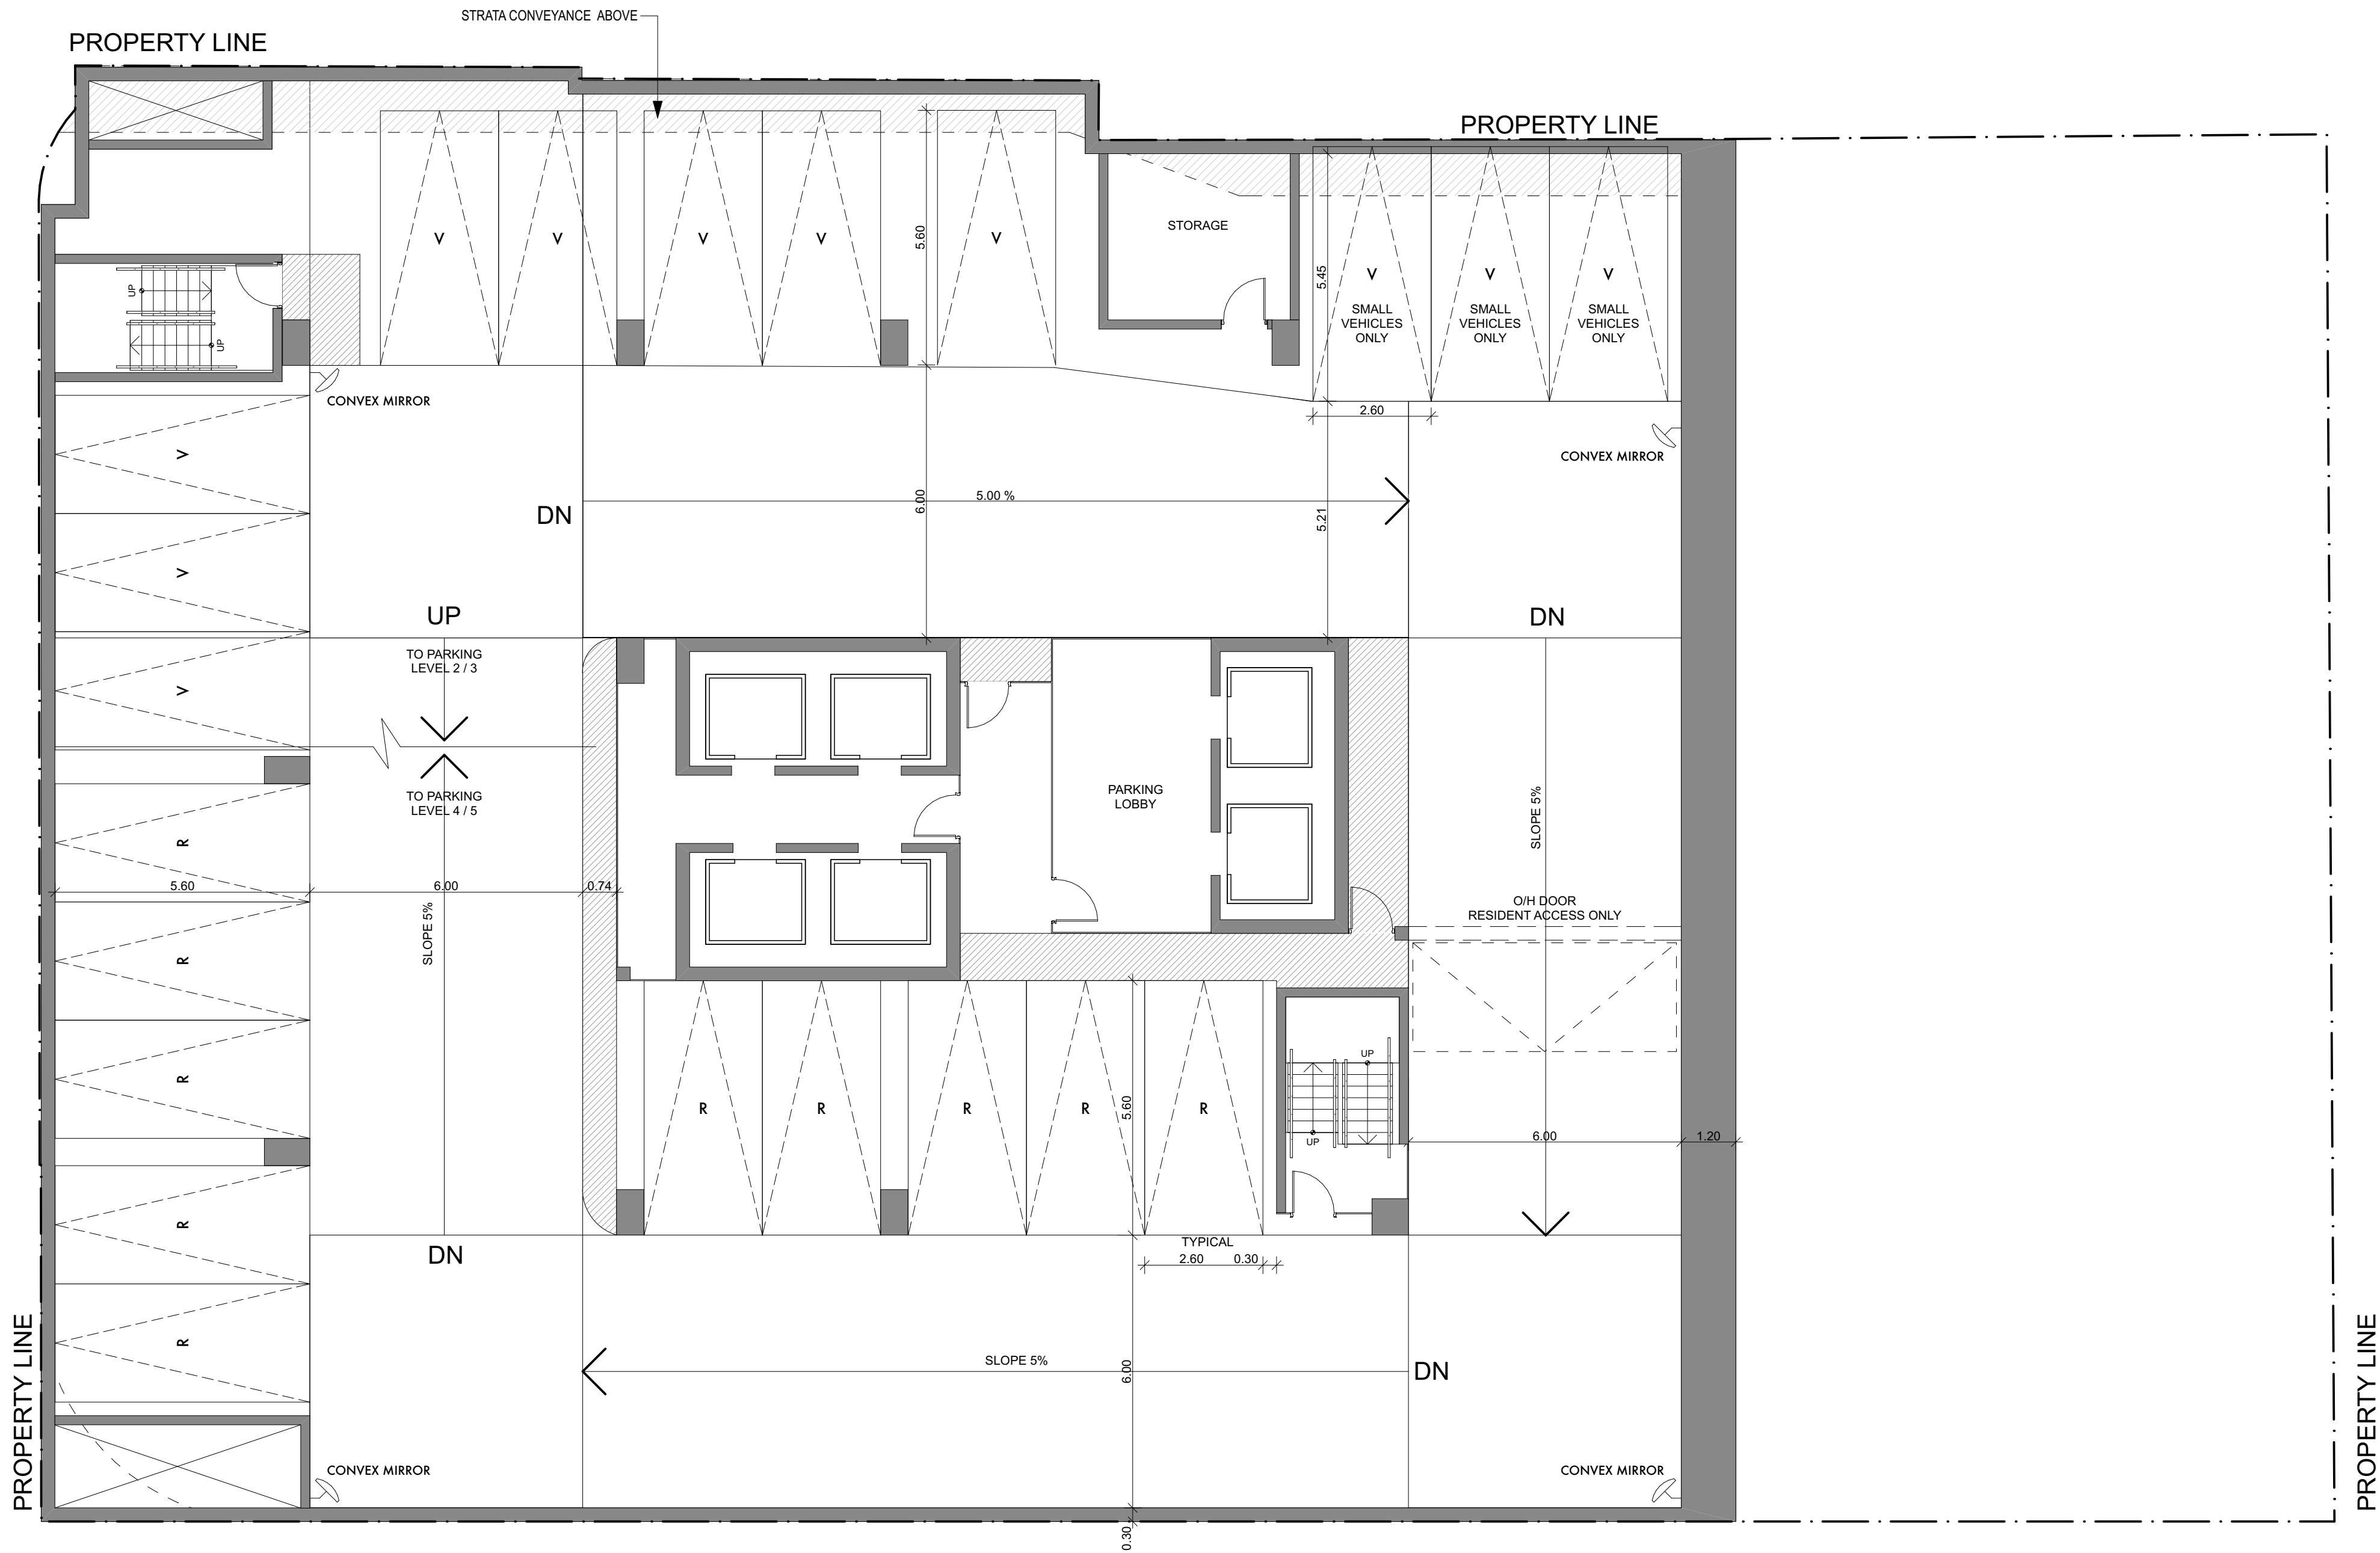 STRATA CONVEYANCE ABOVE
PROPERTY LINE
PROPERTY LINE
V
V
V
V
V
5.60
STORAGE
5.45
V
SMALL
VEHICLES
ONLY
V
SMALL
VEHICLES
ONLY
V
SMALL
VEHICLES
ONLY
UP
UP
CONVEX MIRROR
2.60
CONVEX MIRROR
V
DN
6.00
5.00 %
5.21
V
UP
DN
TO PARKING
LEVEL 2 / 3
V
TO PARKING
LEVEL 4 / 5
PARKING
LOBBY
SLOPE 5%
R
5.60
6.00
0.74
SLOPE 5%
O/H DOOR
RESIDENT ACCESS ONLY
R
R
R
R
R
R
R
5.60
UP
UP
6.00
1.20
R
DN
TYPICAL
2.60
0.30
R
SLOPE 5%
6.00
DN
PROPERTY LINE
PROPERTY LINE
CONVEX MIRROR
CONVEX MIRROR
0.30